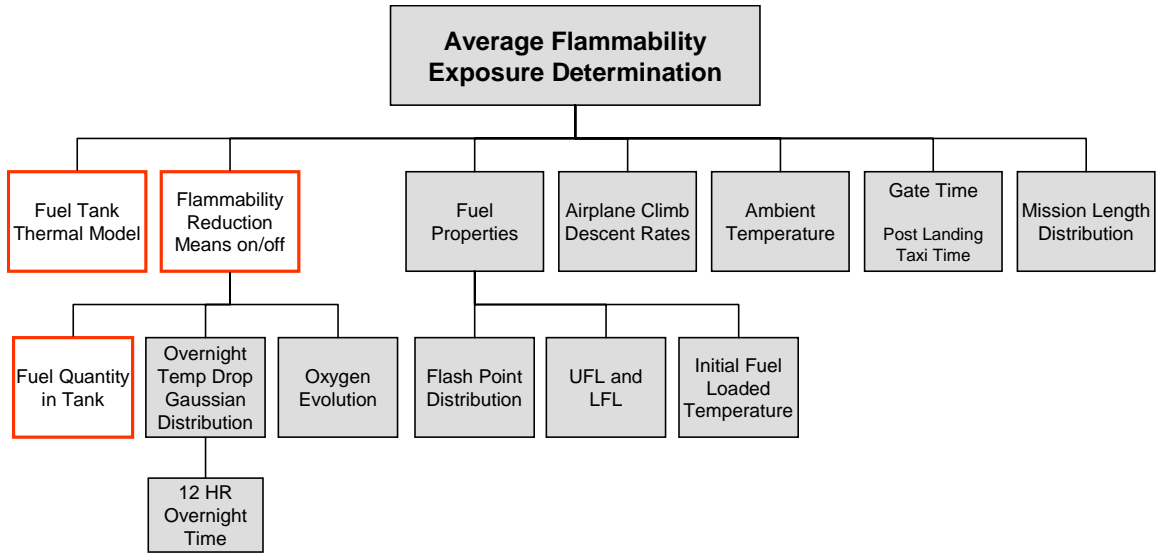 Average Flammability
Exposure Determination
Fuel Tank
Thermal Model
Flammability
Reduction
Means on/off
Fuel
Properties
Airplane Climb
Descent Rates
Ambient
Temperature
Gate Time
Post Landing
Taxi Time
Mission Length
Distribution
Fuel Quantity
in Tank
Overnight
Temp Drop
Gaussian
Distribution
Oxygen
Evolution
Flash Point
Distribution
UFL and
LFL
Initial Fuel
Loaded
Temperature
12 HR
Overnight
Time